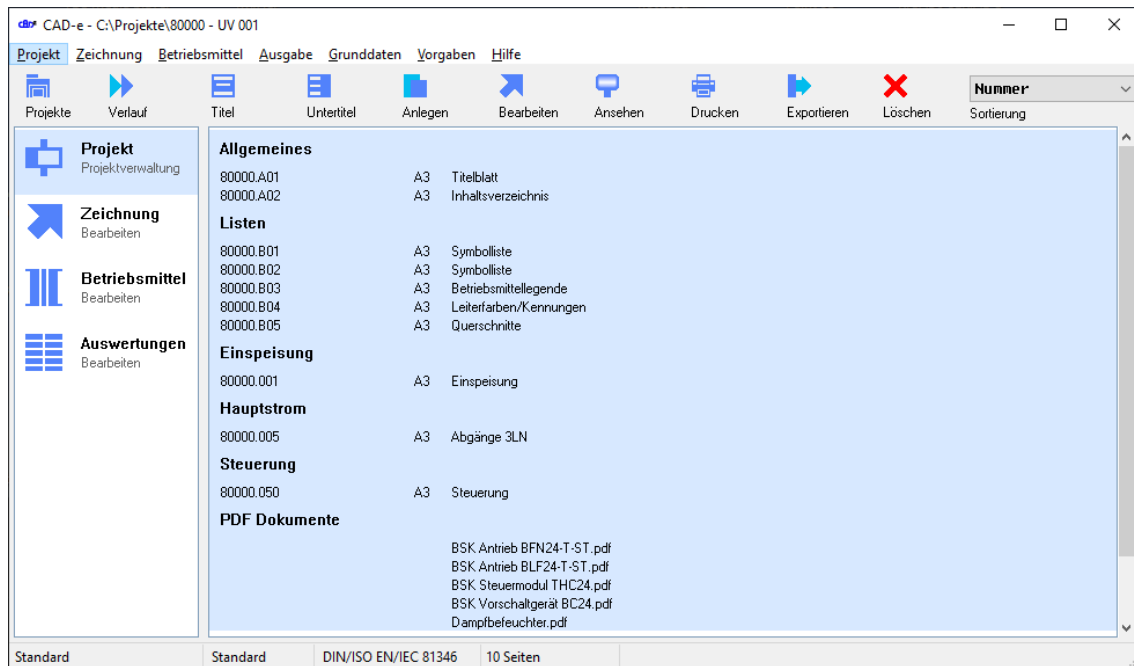 CAD-e - C:\Projekte\80000 - UV 001
Projekt Zeichnung Betriebsmittel Ausgabe Grunddaten Vorgaben Hilfe
Projekte Verlauf Titel Untertitel Anlegen Bearbeiten Ansehen Drucken Exportieren Löschen
Nummer
Sortierung
Projekt
Projektverwaltung
Zeichnung
Bearbeiten
Betriebsmittel
Bearbeiten
Auswertungen
Bearbeiten
Allgemeines
80000.A01 A3 Titelblatt
80000.A02 A3 Inhaltsverzeichnis
Listen
80000.B01 A3 Symbolliste
80000.B02 A3 Symbolliste
80000.B03 A3 Betriebsmittellegende
80000.B04 A3 Leiterfarben/Kennungen
80000.B05 A3 Querschnitte
Einspeisung
80000.001 A3 Einspeisung
Hauptstrom
80000.005 A3 Abgänge 3LN
Steuerung
80000.050 A3 Steuerung
PDF Dokumente
BSK Antrieb BFN24-T-ST.pdf
BSK Antrieb BLF24-T-ST.pdf
BSK Steuermodul THC24.pdf
BSK Vorschaltgerät BC24.pdf
Dampfbefeuchter.pdf
Standard Standard DIN/ISO EN/IEC 81346 10 Seiten